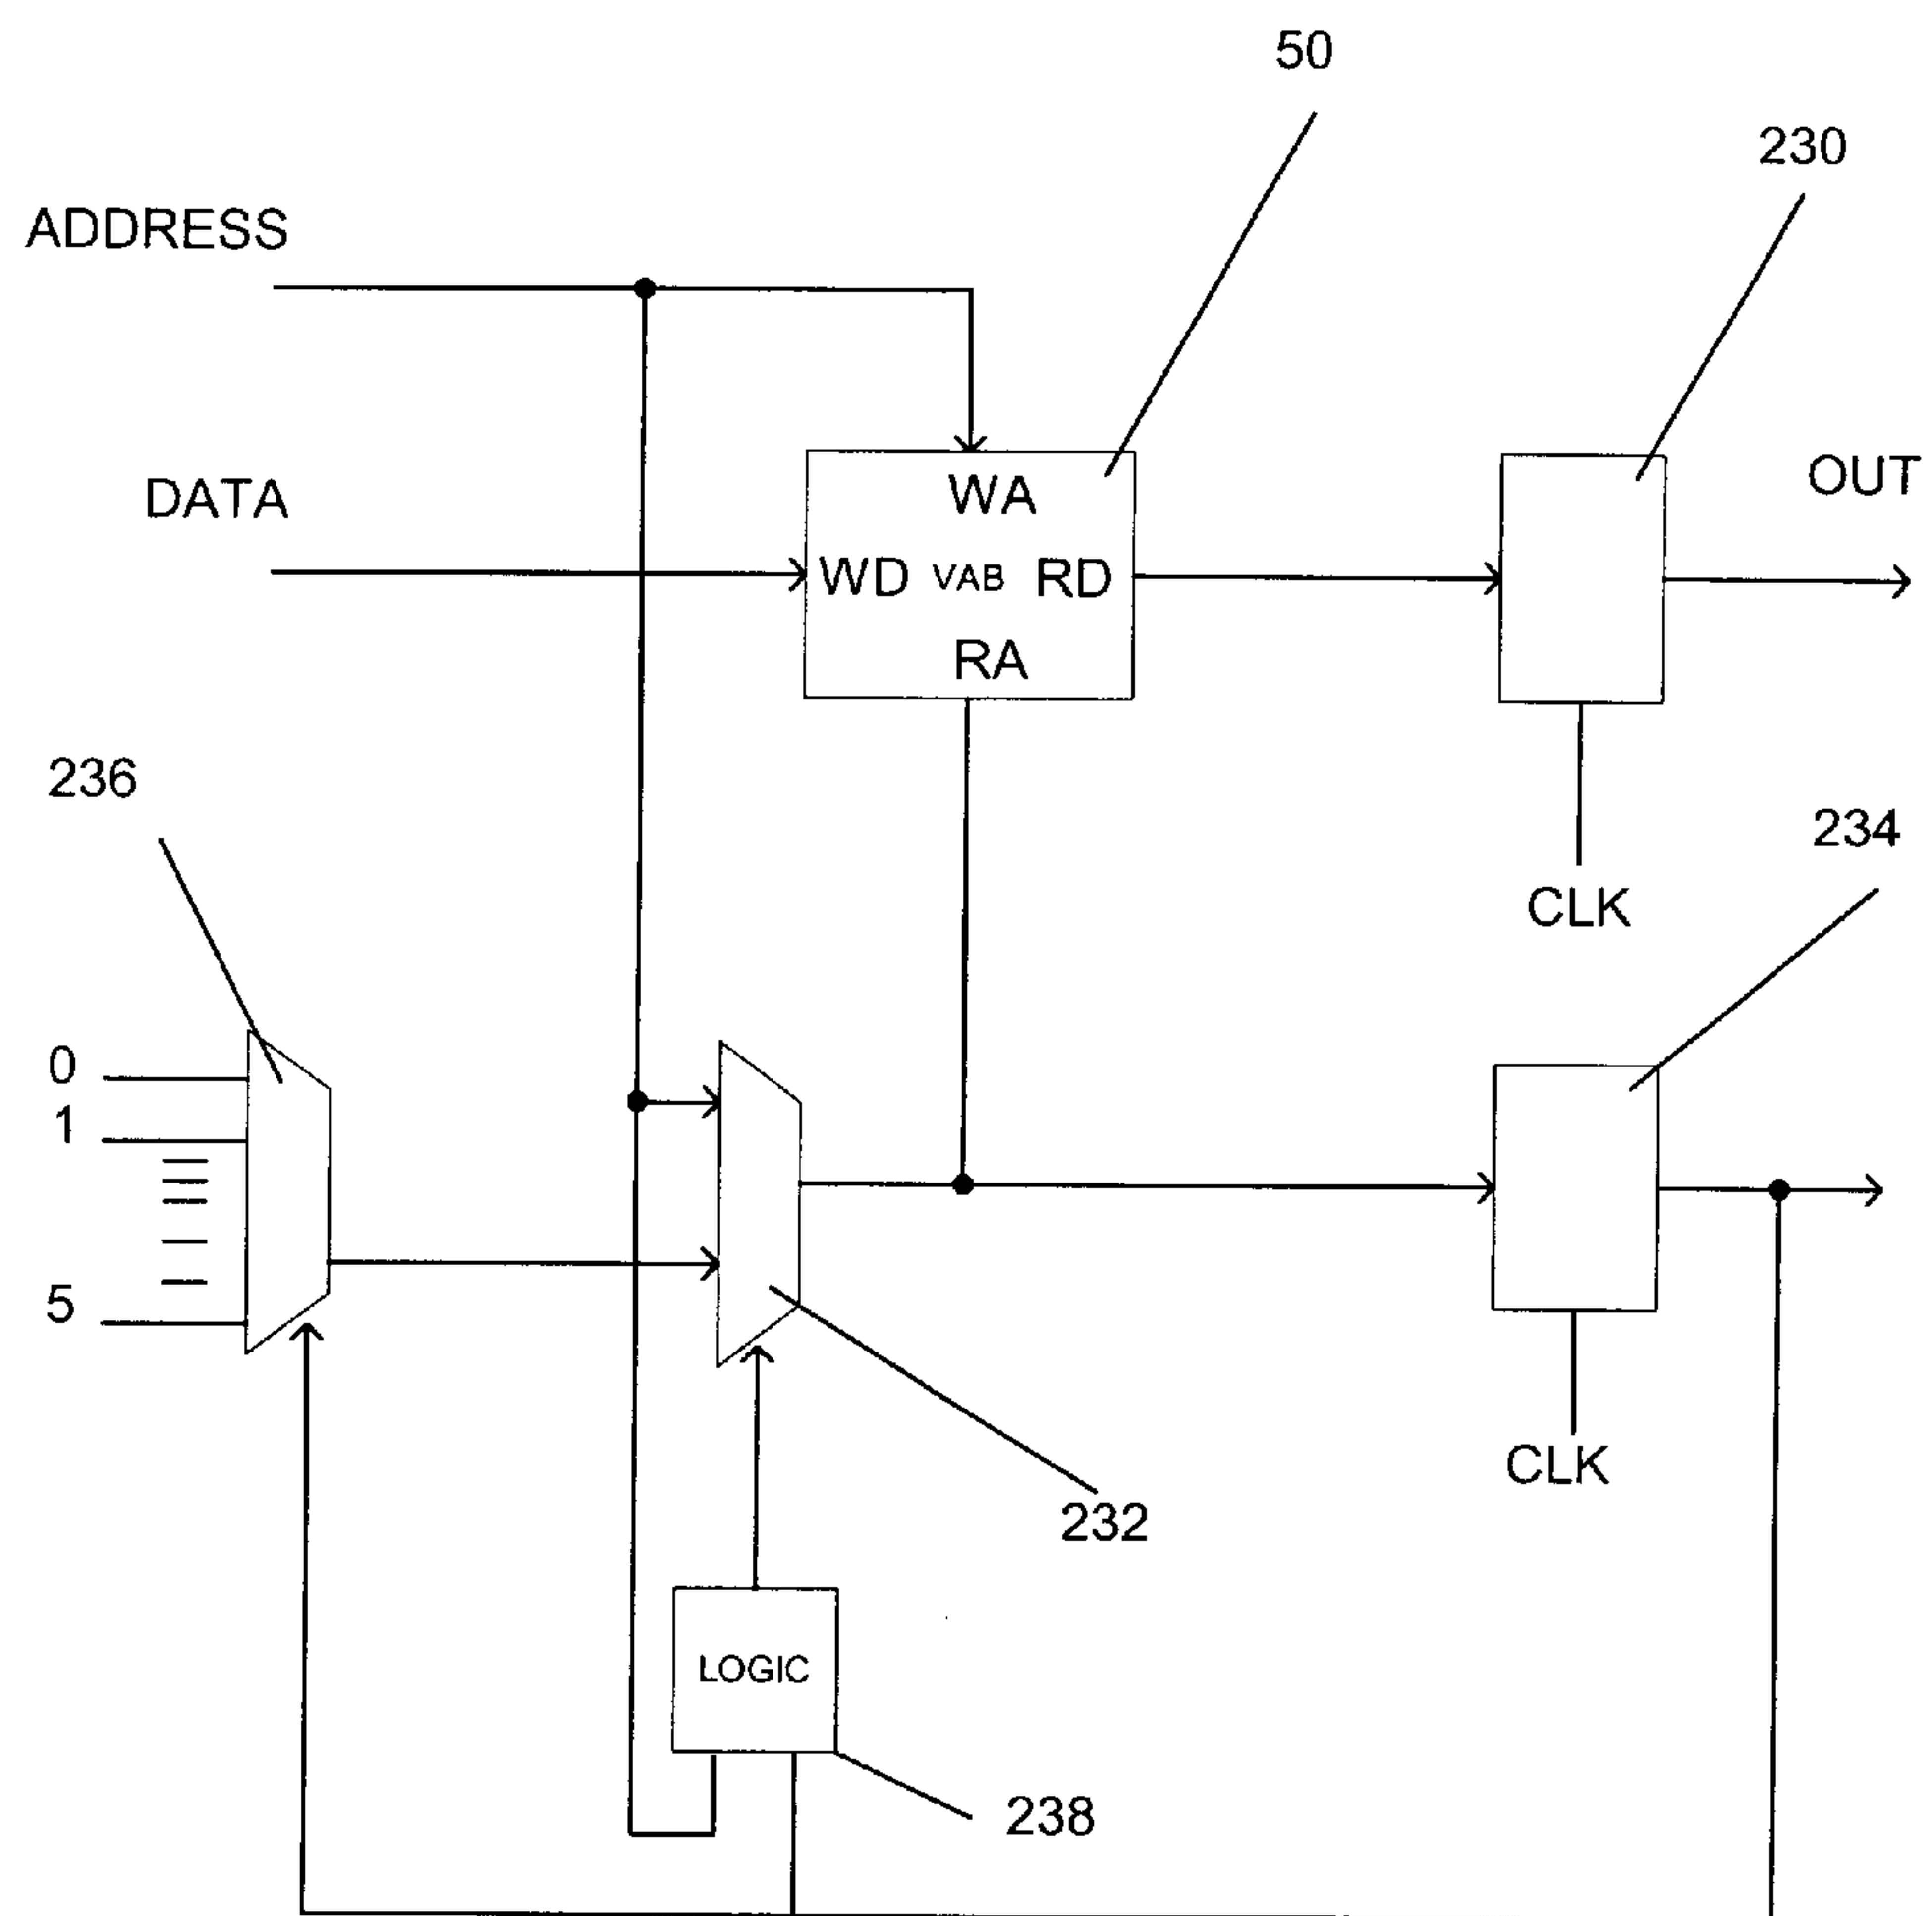 50
230
ADDRESS
DATA
OUT
WA
WD VAB RD
RA
236
234
CLK
0
1
5
CLK
232
LOGIC
238